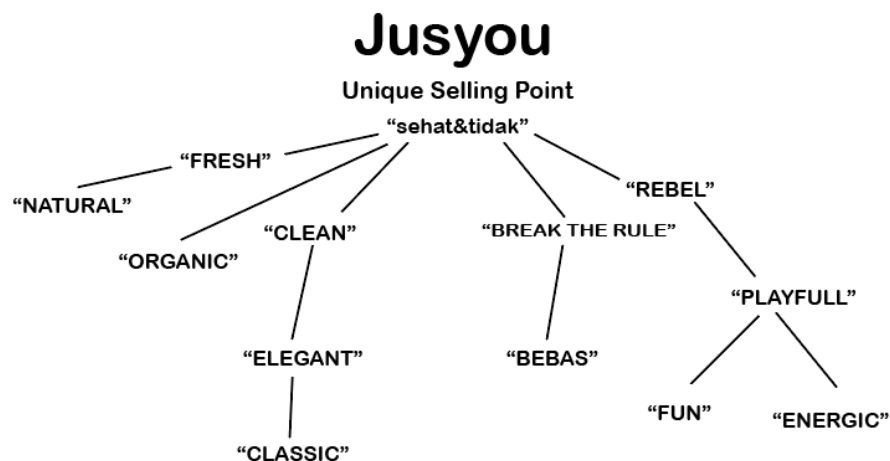 Jusyou
Unique Selling Point
“sehat&tidak”
“FRESH”
“REBEL”
“NATURAL”
“CLEAN”
“BREAK THE RULE”
“ORGANIC”
“PLAYFULL”
“ELEGANT”
“BEBAS”
“FUN”
“ENERGIC”
“CLASSIC”